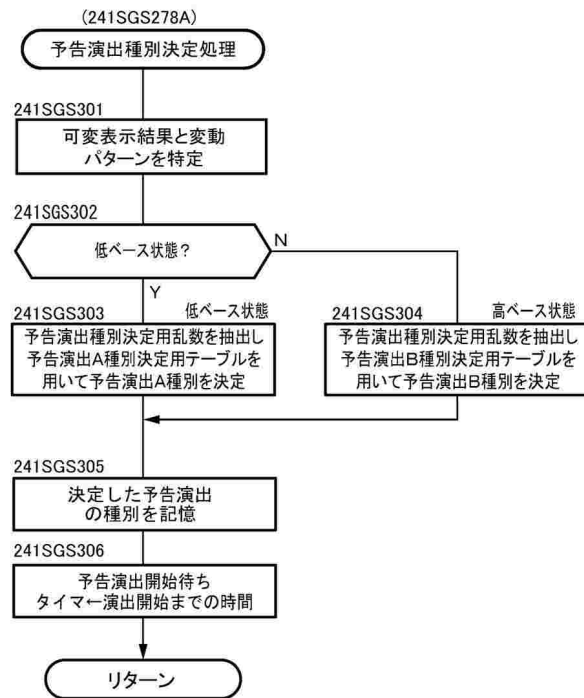 (241SGS278A)
予告演出種別決定処理
241SGS301
可変表示結果と変動
パターンを特定
241SGS302
低ベース状態?
N
Y
241SGS303
低ベース状態
予告演出種別決定用乱数を抽出し
予告演出A種別決定用テーブルを
用いて予告演出A種別を決定
241SGS304
高ベース状態
予告演出種別決定用乱数を抽出し
予告演出B種別決定用テーブルを
用いて予告演出B種別を決定
241SGS305
決定した予告演出
の種別を記憶
241SGS306
予告演出開始待ち
タイマ←演出開始までの時間
リターン